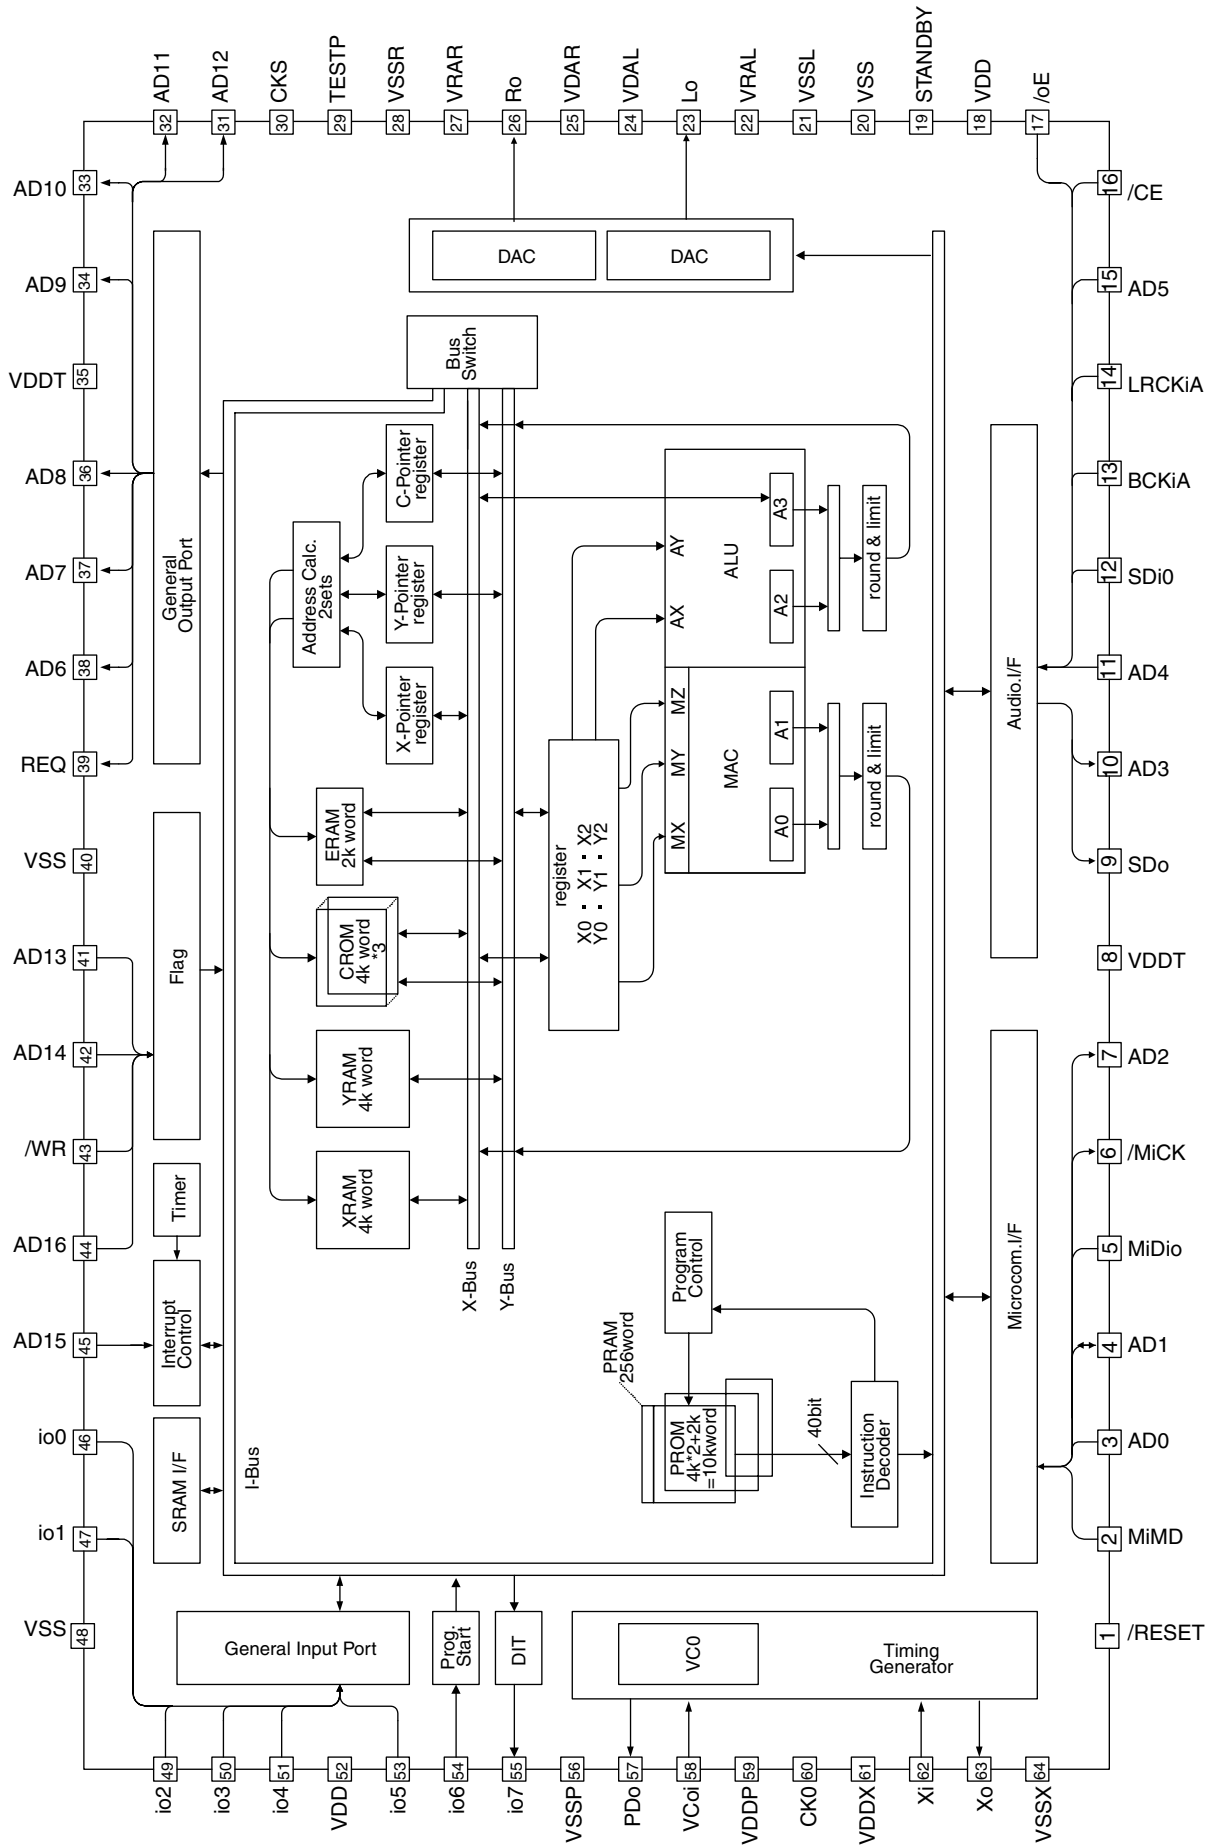 AD11
AD12
CKS
TESTP
VSSR
VRAR
Ro
VDAR
VDAL
Lo
VRAL
VSSL
VSS
STANDBY
VDD
/oE
32
31
30
29
28
27
26
25
24
23
22
21
20
19
18
17
AD10
33
16
/CE
AD9
34
15
AD5
VDDT
35
14
LRCKiA
AD8
36
13
BCKiA
AD7
37
12
SDi0
AD6
38
11
AD4
REQ
39
10
AD3
VSS
40
9
SDo
AD13
41
8
VDDT
AD14
42
7
AD2
/WR
43
6
/MiCK
AD16
44
5
MiDio
AD15
45
4
AD1
io0
46
3
AD0
io1
47
2
MiMD
VSS
48
1
/RESET
General
Output Port
DAC
DAC
Bus
Switch
Address Calc.
2sets
C-Pointer
register
Y-Pointer
register
X-Pointer
register
AY
AX
ALU
A3
A2
round & limit
MZ
MY
MX
MAC
A1
A0
round & limit
Audio.I/F
Flag
ERAM
2k word
CROM
4k word
*3
YRAM
4k word
XRAM
4k word
register
X0 · X1 · X2
Y0 · Y1 · Y2
X-Bus
Y-Bus
Timer
Interrupt
Control
SRAM I/F
I-Bus
Program
Control
PRAM
256word
PROM
4k*2+2k
=10kword
40bit
Instruction
Decoder
Microcom.I/F
General Input Port
Prog.
Start
DIT
VC0
Timing
Generator
49
50
51
52
53
54
55
56
57
58
59
60
61
62
63
64
io2
io3
io4
VDD
io5
io6
io7
VSSP
PDo
VCoi
VDDP
CK0
VDDX
Xi
Xo
VSSX